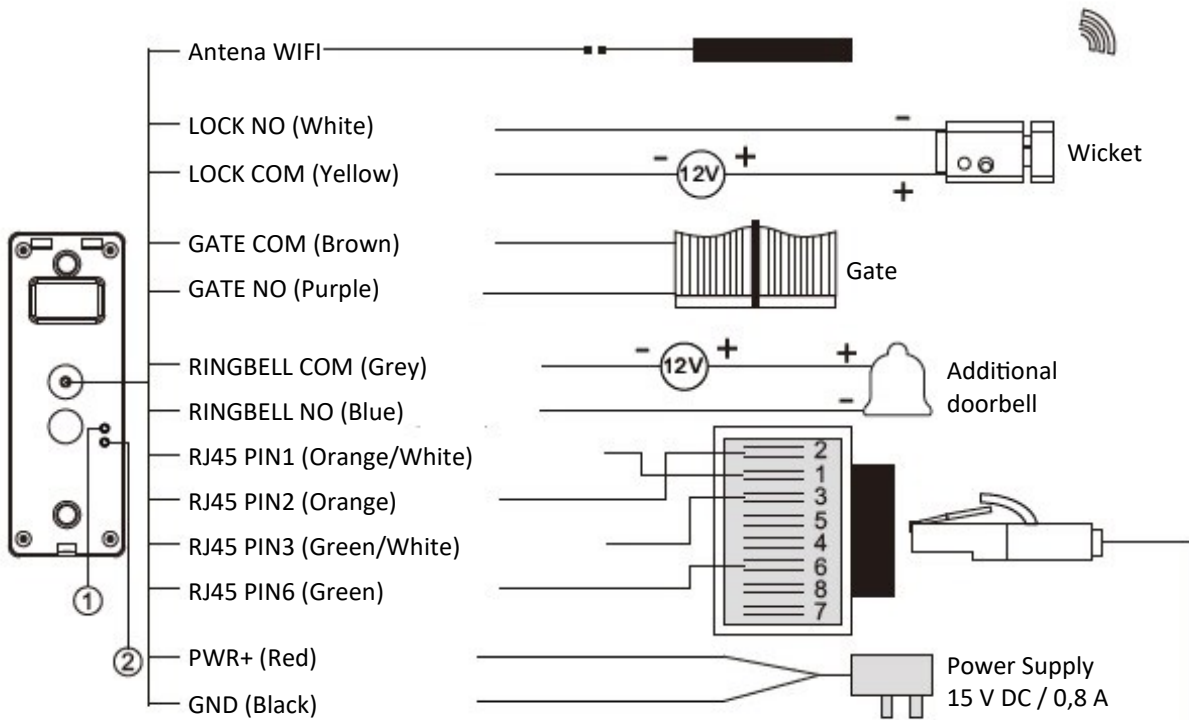 Antena WIFI
LOCK NO (White)
-
Wicket
LOCK COM (Yellow)
- 12V +
+
GATE COM (Brown)
Gate
GATE NO (Purple)
RINGBELL COM (Grey)
- 12V + +
Additional
doorbell
RINGBELL NO (Blue)
-
RJ45 PIN1 (Orange/White)
RJ45 PIN2 (Orange)
RJ45 PIN3 (Green/White)
RJ45 PIN6 (Green)
2
1
3
5
4
6
8
7
1
2
PWR+ (Red)
GND (Black)
Power Supply
15 V DC / 0,8 A